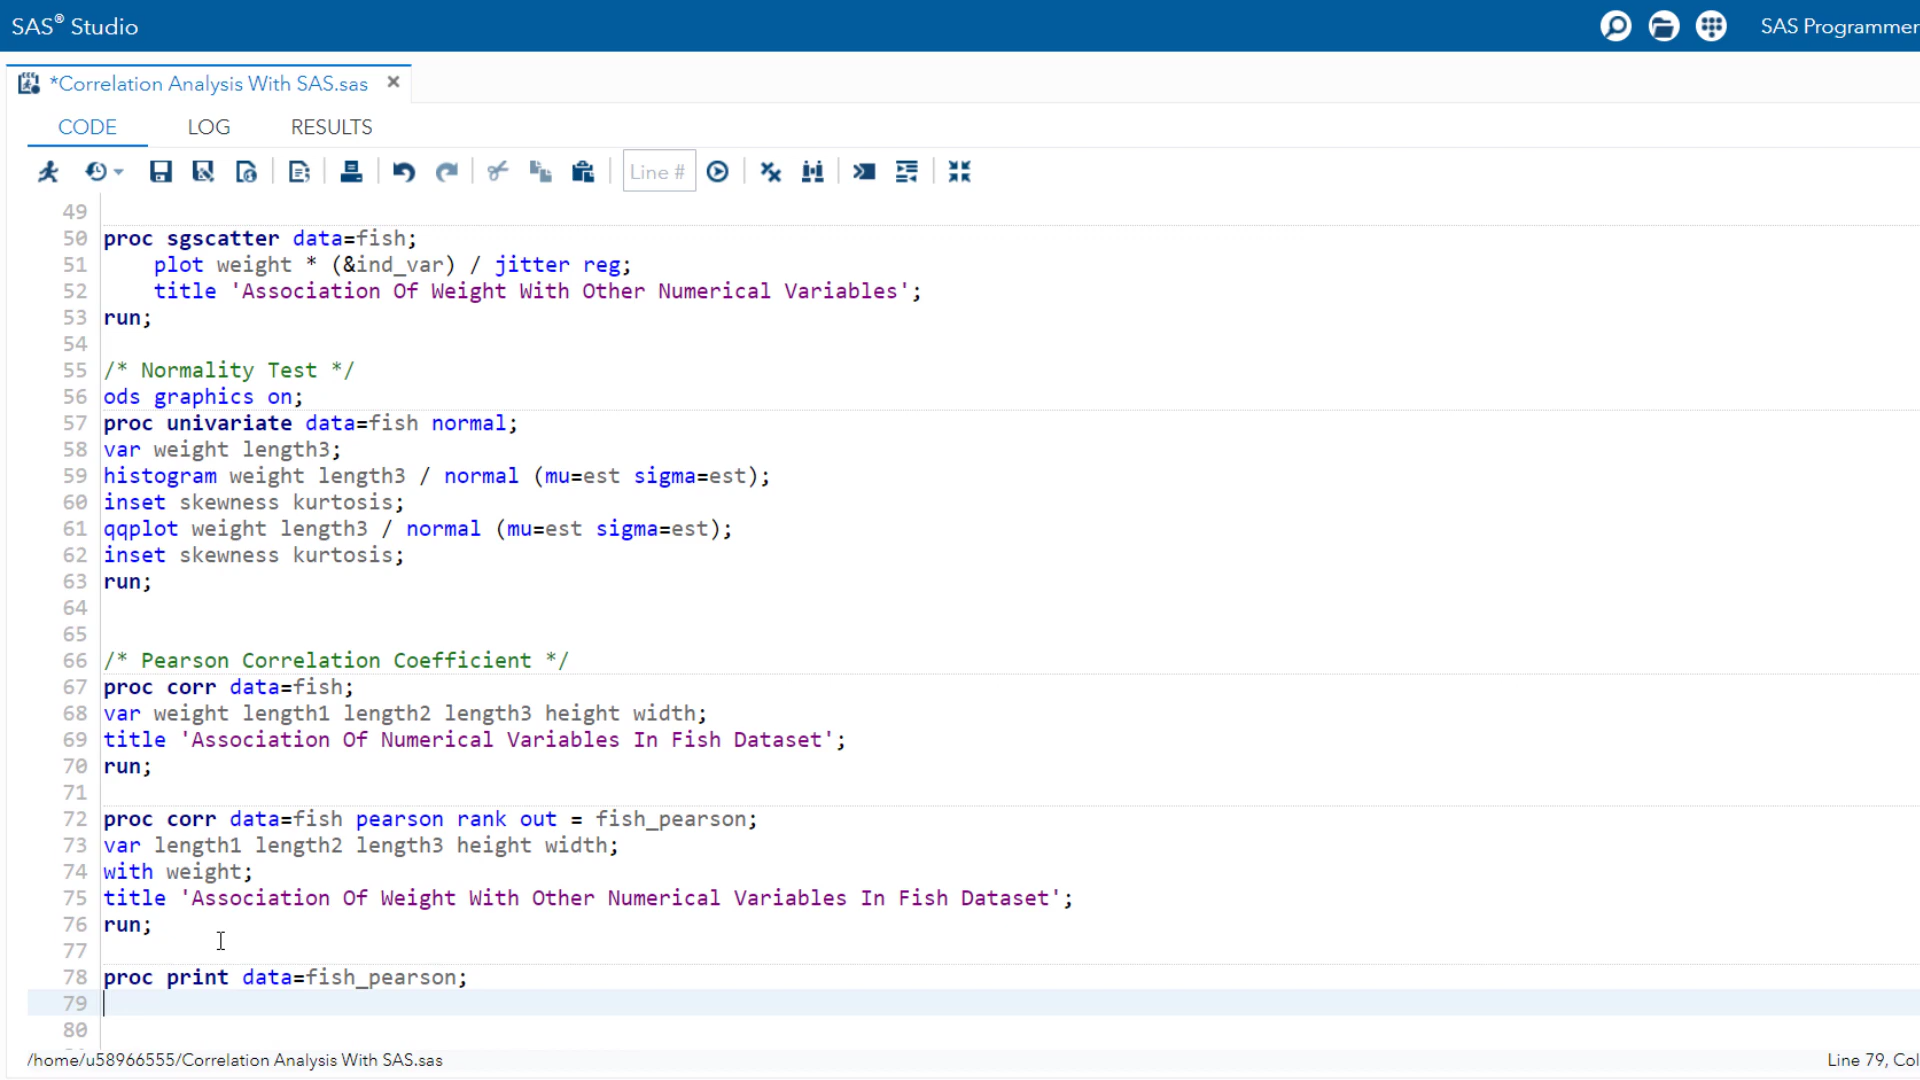 SAS® Studio
SAS Programmer
*Correlation Analysis With SAS.sas
CODE LOG RESULTS
Line #
49
50 proc sgscatter data=fish;
51 plot weight * (&ind_var) / jitter reg;
52 title 'Association Of Weight With Other Numerical Variables';
53 run;
54
55 /* Normality Test */
56 ods graphics on;
57 proc univariate data=fish normal;
58 var weight length3;
59 histogram weight length3 / normal (mu=est sigma=est);
60 inset skewness kurtosis;
61 qqplot weight length3 / normal (mu=est sigma=est);
62 inset skewness kurtosis;
63 run;
64
65
66 /* Pearson Correlation Coefficient */
67 proc corr data=fish;
68 var weight length1 length2 length3 height width;
69 title 'Association Of Numerical Variables In Fish Dataset';
70 run;
71
72 proc corr data=fish pearson rank out = fish_pearson;
73 var length1 length2 length3 height width;
74 with weight;
75 title 'Association Of Weight With Other Numerical Variables In Fish Dataset';
76 run;
77
78 proc print data=fish_pearson;
79
80
/home/u58966555/Correlation Analysis With SAS.sas
Line 79, Col